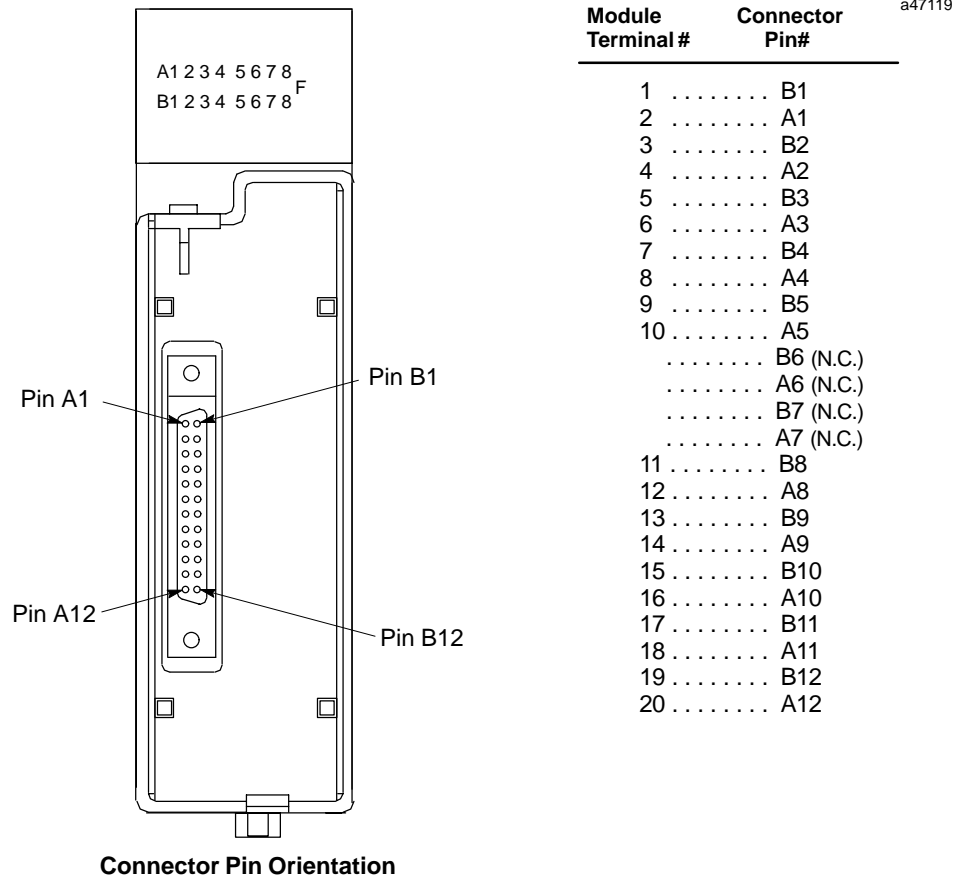 A1 2 3 4 5 6 7 8
F
B1 2 3 4 5 6 7 8
Pin A1
Pin B1
Pin A12
Pin B12
Connector Pin Orientation
a47119
Module Connector
Terminal # Pin#
1 . . . . . . . . B1
2 . . . . . . . . A1
3 . . . . . . . . B2
4 . . . . . . . . A2
5 . . . . . . . . B3
6 . . . . . . . . A3
7 . . . . . . . . B4
8 . . . . . . . . A4
9 . . . . . . . . B5
10 . . . . . . . . A5
. . . . . . . . B6 (N.C.)
. . . . . . . . A6 (N.C.)
. . . . . . . . B7 (N.C.)
. . . . . . . . A7 (N.C.)
11 . . . . . . . . B8
12 . . . . . . . . A8
13 . . . . . . . . B9
14 . . . . . . . . A9
15 . . . . . . . . B10
16 . . . . . . . . A10
17 . . . . . . . . B11
18 . . . . . . . . A11
19 . . . . . . . . B12
20 . . . . . . . . A12